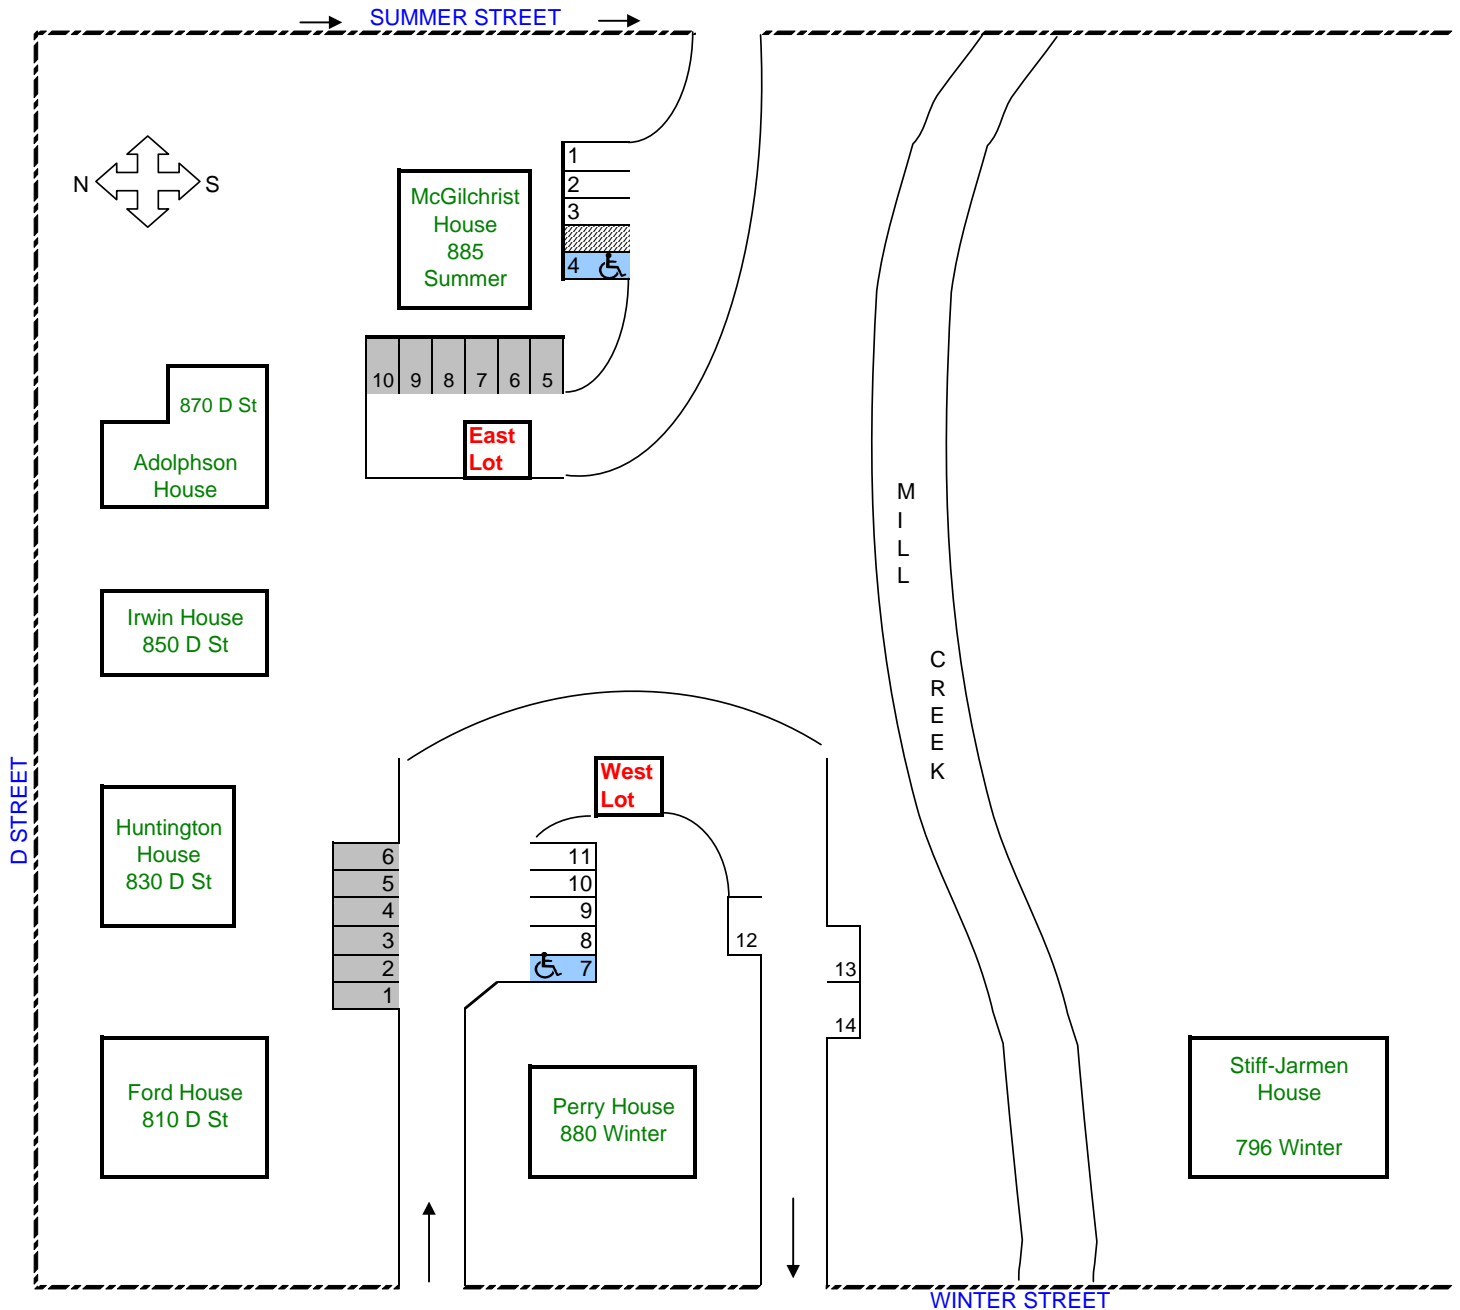 SUMMER STREET
N
S
1
2
3
4
McGilchrist
House
885
Summer
10 9 8 7 6 5
870 D St
Adolphson
House
East
Lot
MILL
CREEK
Irwin House
850 D St
D STREET
West
Lot
Huntington
House
830 D St
6
5
4
3
2
1
11
10
9
8
7
12
13
14
Ford House
810 D St
Perry House
880 Winter
Stiff-Jarmen
House
796 Winter
WINTER STREET